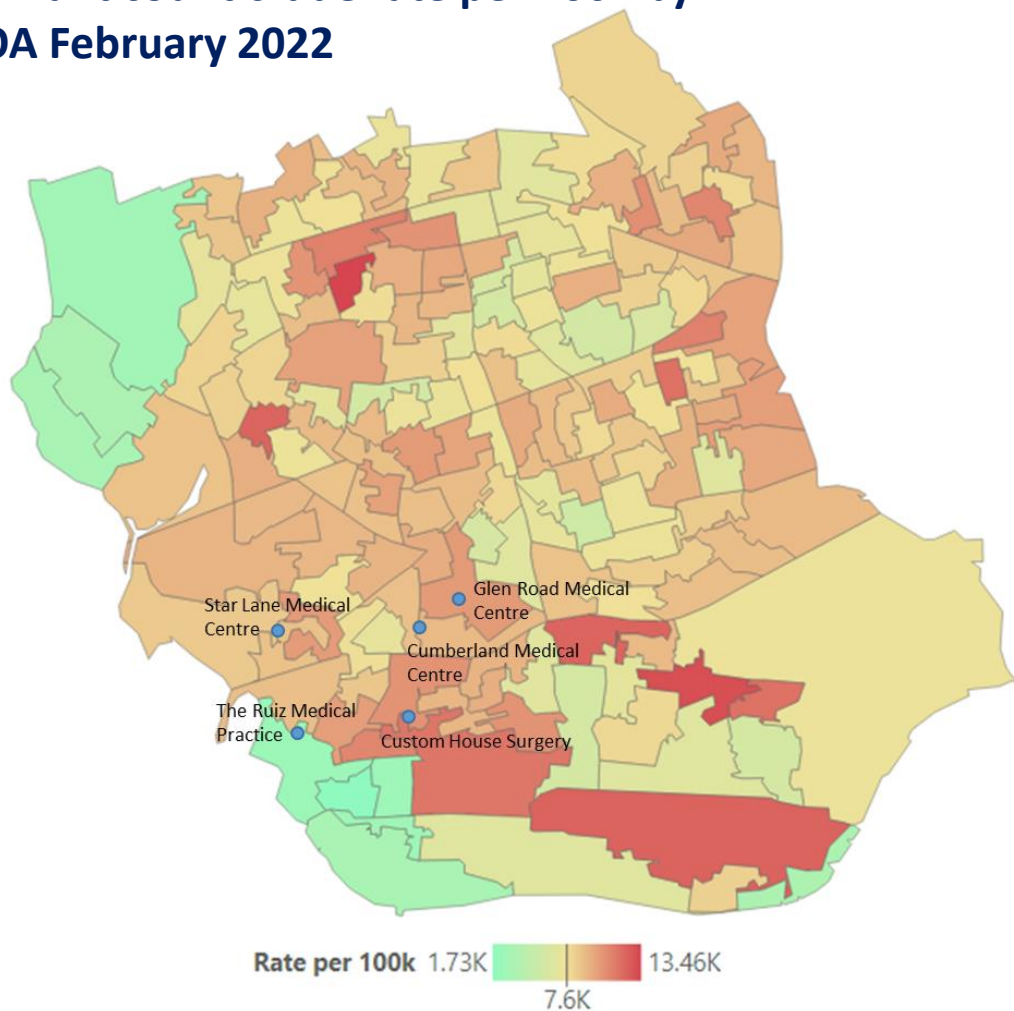 OA February 2022
Glen Road Medical
Centre
Star Lane Medical
Centre
Cumberland Medical
Centre
The Ruiz Medical
Practice
Custom House Surgery
Rate per 100k 1.73K 13.46K
7.6K